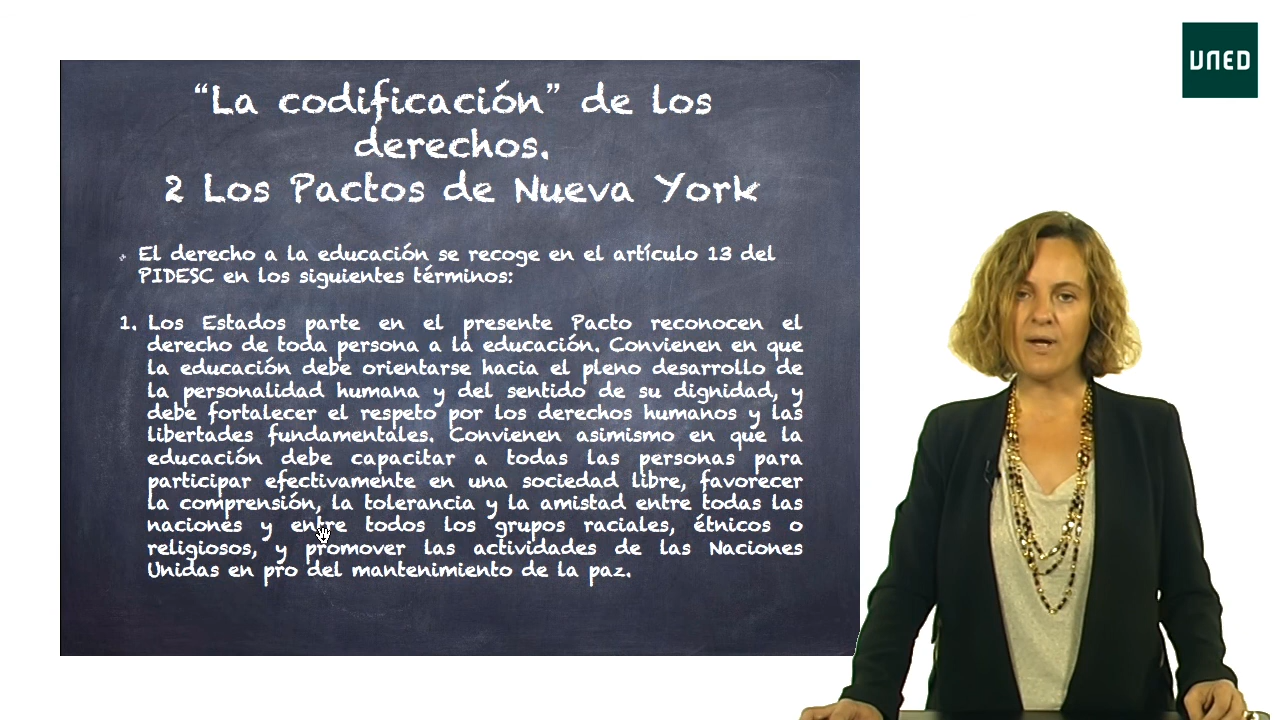 UNED
“La codificación” de los
derechos.
2 Los Pactos de Nueva York
El derecho a la educación se recoge en el artículo 13 del
PIDESC en los siguientes términos:
1. Los Estados parte en el presente Pacto reconocen el
derecho de toda persona a la educación. Convienen en que
la educación debe orientarse hacia el pleno desarrollo de
la personalidad humana y del sentido de su dignidad, y
debe fortalecer el respeto por los derechos humanos y las
libertades fundamentales. Convienen asimismo en que la
educación debe capacitar a todas las personas para
participar efectivamente en una sociedad libre, favorecer
la comprensión, la tolerancia y la amistad entre todas las
naciones y entre todos los grupos raciales, étnicos o
religiosos, y promover las actividades de las Naciones
Unidas en pro del mantenimiento de la paz.